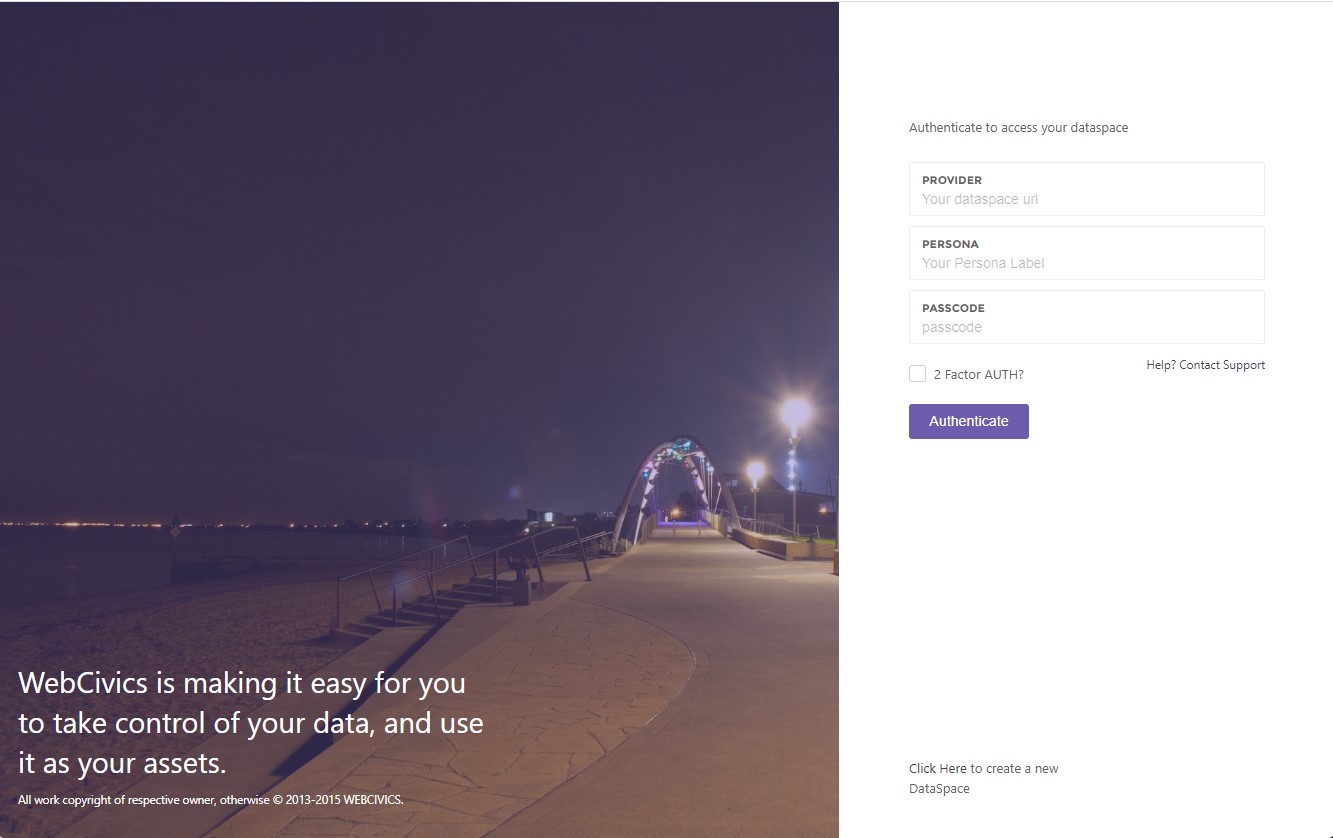 Authenticate to access your dataspace
PROVIDER
Your dataspace url
PERSONA
Your Persona Label
PASSCODE
passcode
2 Factor AUTH?
Help? Contact Support
Authenticate
WebCivics is making it easy for you
to take control of your data, and use
it as your assets.
All work copyright of respective owner, otherwise © 2013-2015 WEBCIVICS.
Click Here to create a new
DataSpace